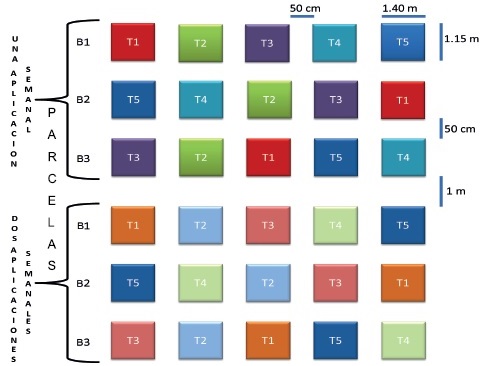 50 cm 1.40 m
B1 T1 T2 T3 T4 T5 1.15 m
B2 T5 T4 T2 T3 T1
50 cm
B3 T3 T2 T1 T5 T4
1 m
B1 T1 T2 T3 T4 T5
B2 T5 T4 T2 T3 T1
B3 T3 T2 T1 T5 T4
UNA APLICACION
SEMANAL
DOS APLICACIONES
SEMANALES
PARCELAS